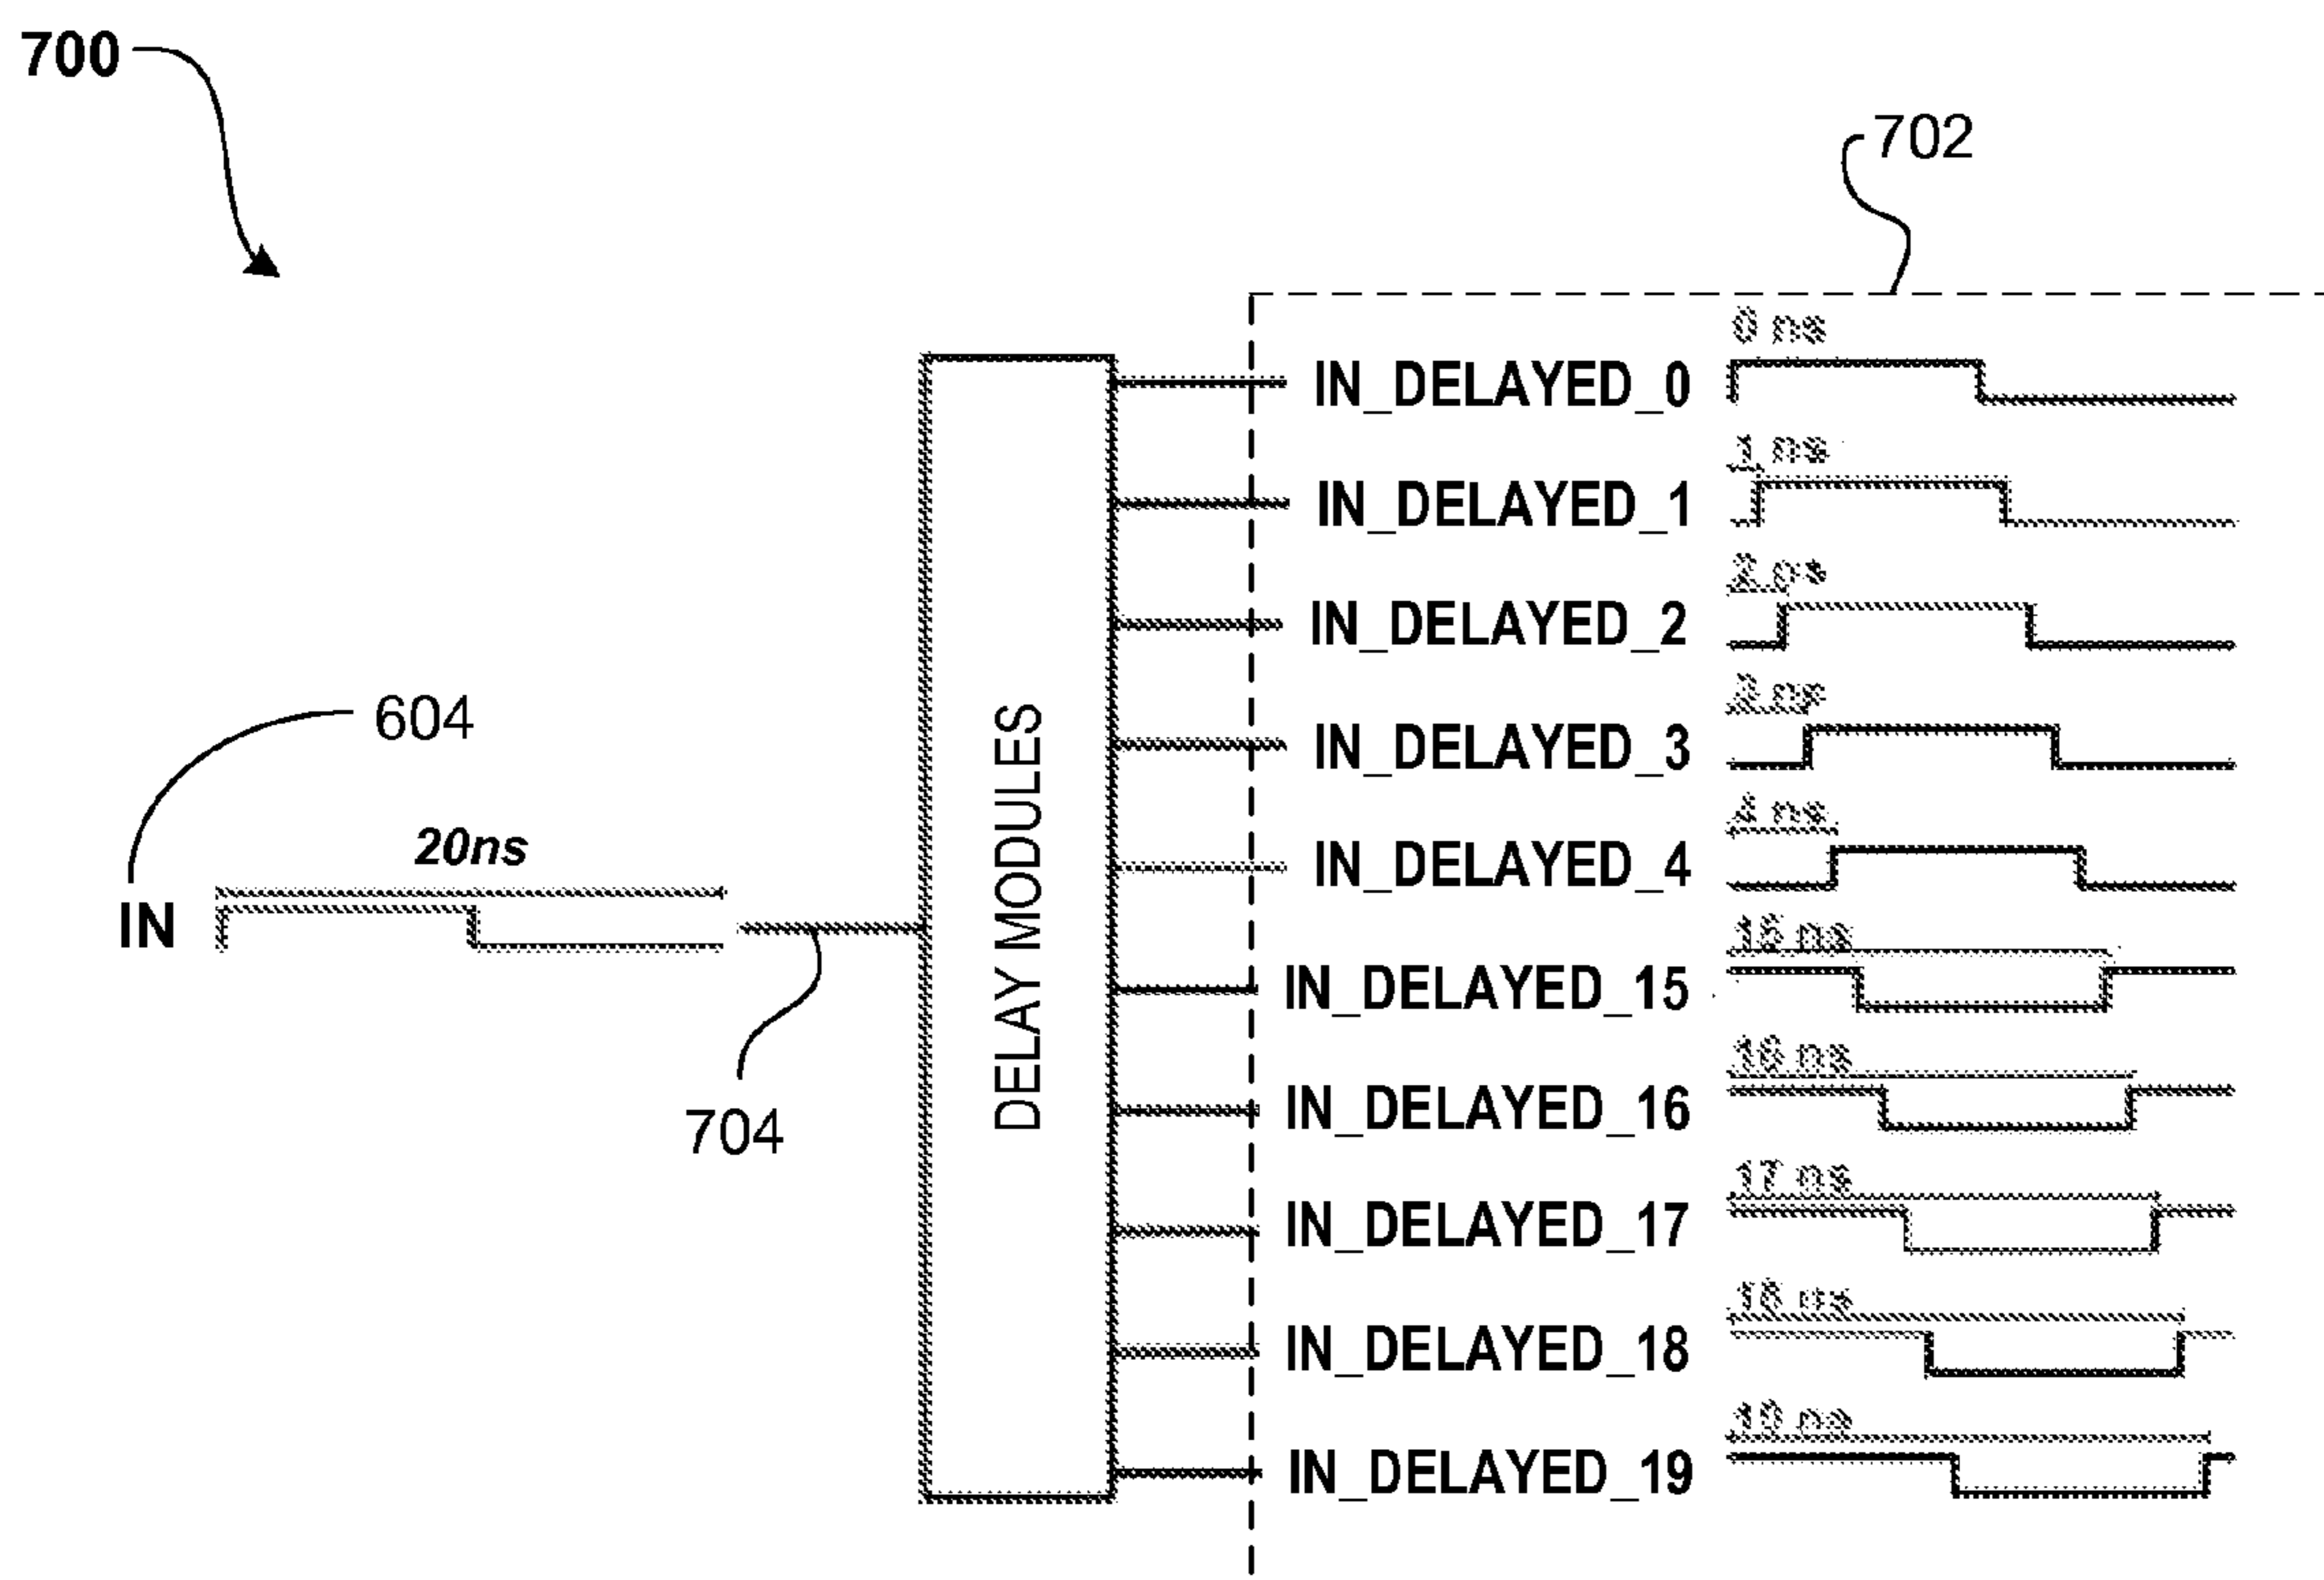 700
702
0 ns
IN_DELAYED_0
1 ns
IN_DELAYED_1
2 ns
IN_DELAYED_2
3 ns
IN_DELAYED_3
604
4 ns
IN_DELAYED_4
20ns
IN
DELAY MODULES
15 ns
IN_DELAYED_15
16 ns
IN_DELAYED_16
704
17 ns
IN_DELAYED_17
18 ns
IN_DELAYED_18
19 ns
IN_DELAYED_19